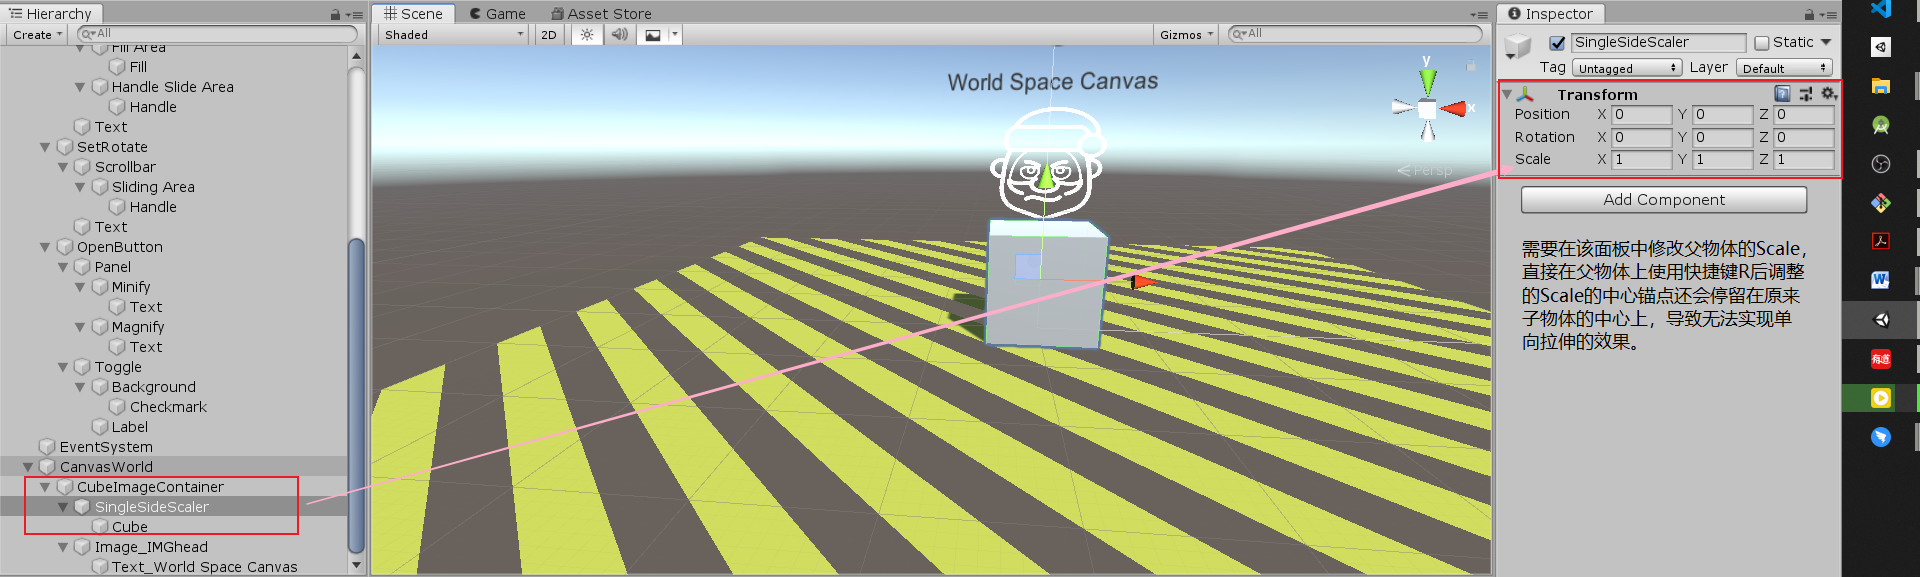 Hierarchy
Create
All
Fill Area
Fill
Handle Slide Area
Handle
Text
SetRotate
Scrollbar
Sliding Area
Handle
Text
OpenButton
Panel
Minify
Text
Magnify
Text
Toggle
Background
Checkmark
Label
EventSystem
CanvasWorld
CubeImageContainer
SingleSideScaler
Cube
Image_IMGhead
Text_World Space Canvas
Scene
Game
Asset Store
Shaded
2D
Gizmos
All
World Space Canvas
y
x
Persp
Inspector
SingleSideScaler
Static
Tag
Untagged
Layer
Default
Transform
Position X 0 Y 0 Z 0
Rotation X 0 Y 0 Z 0
Scale X 1 Y 1 Z 1
Add Component
需要在该面板中修改父物体的Scale，
直接在父物体上使用快捷键R后调整
的Scale的中心锚点还会停留在原来
子物体的中心上，导致无法实现单
向拉伸的效果。
有道